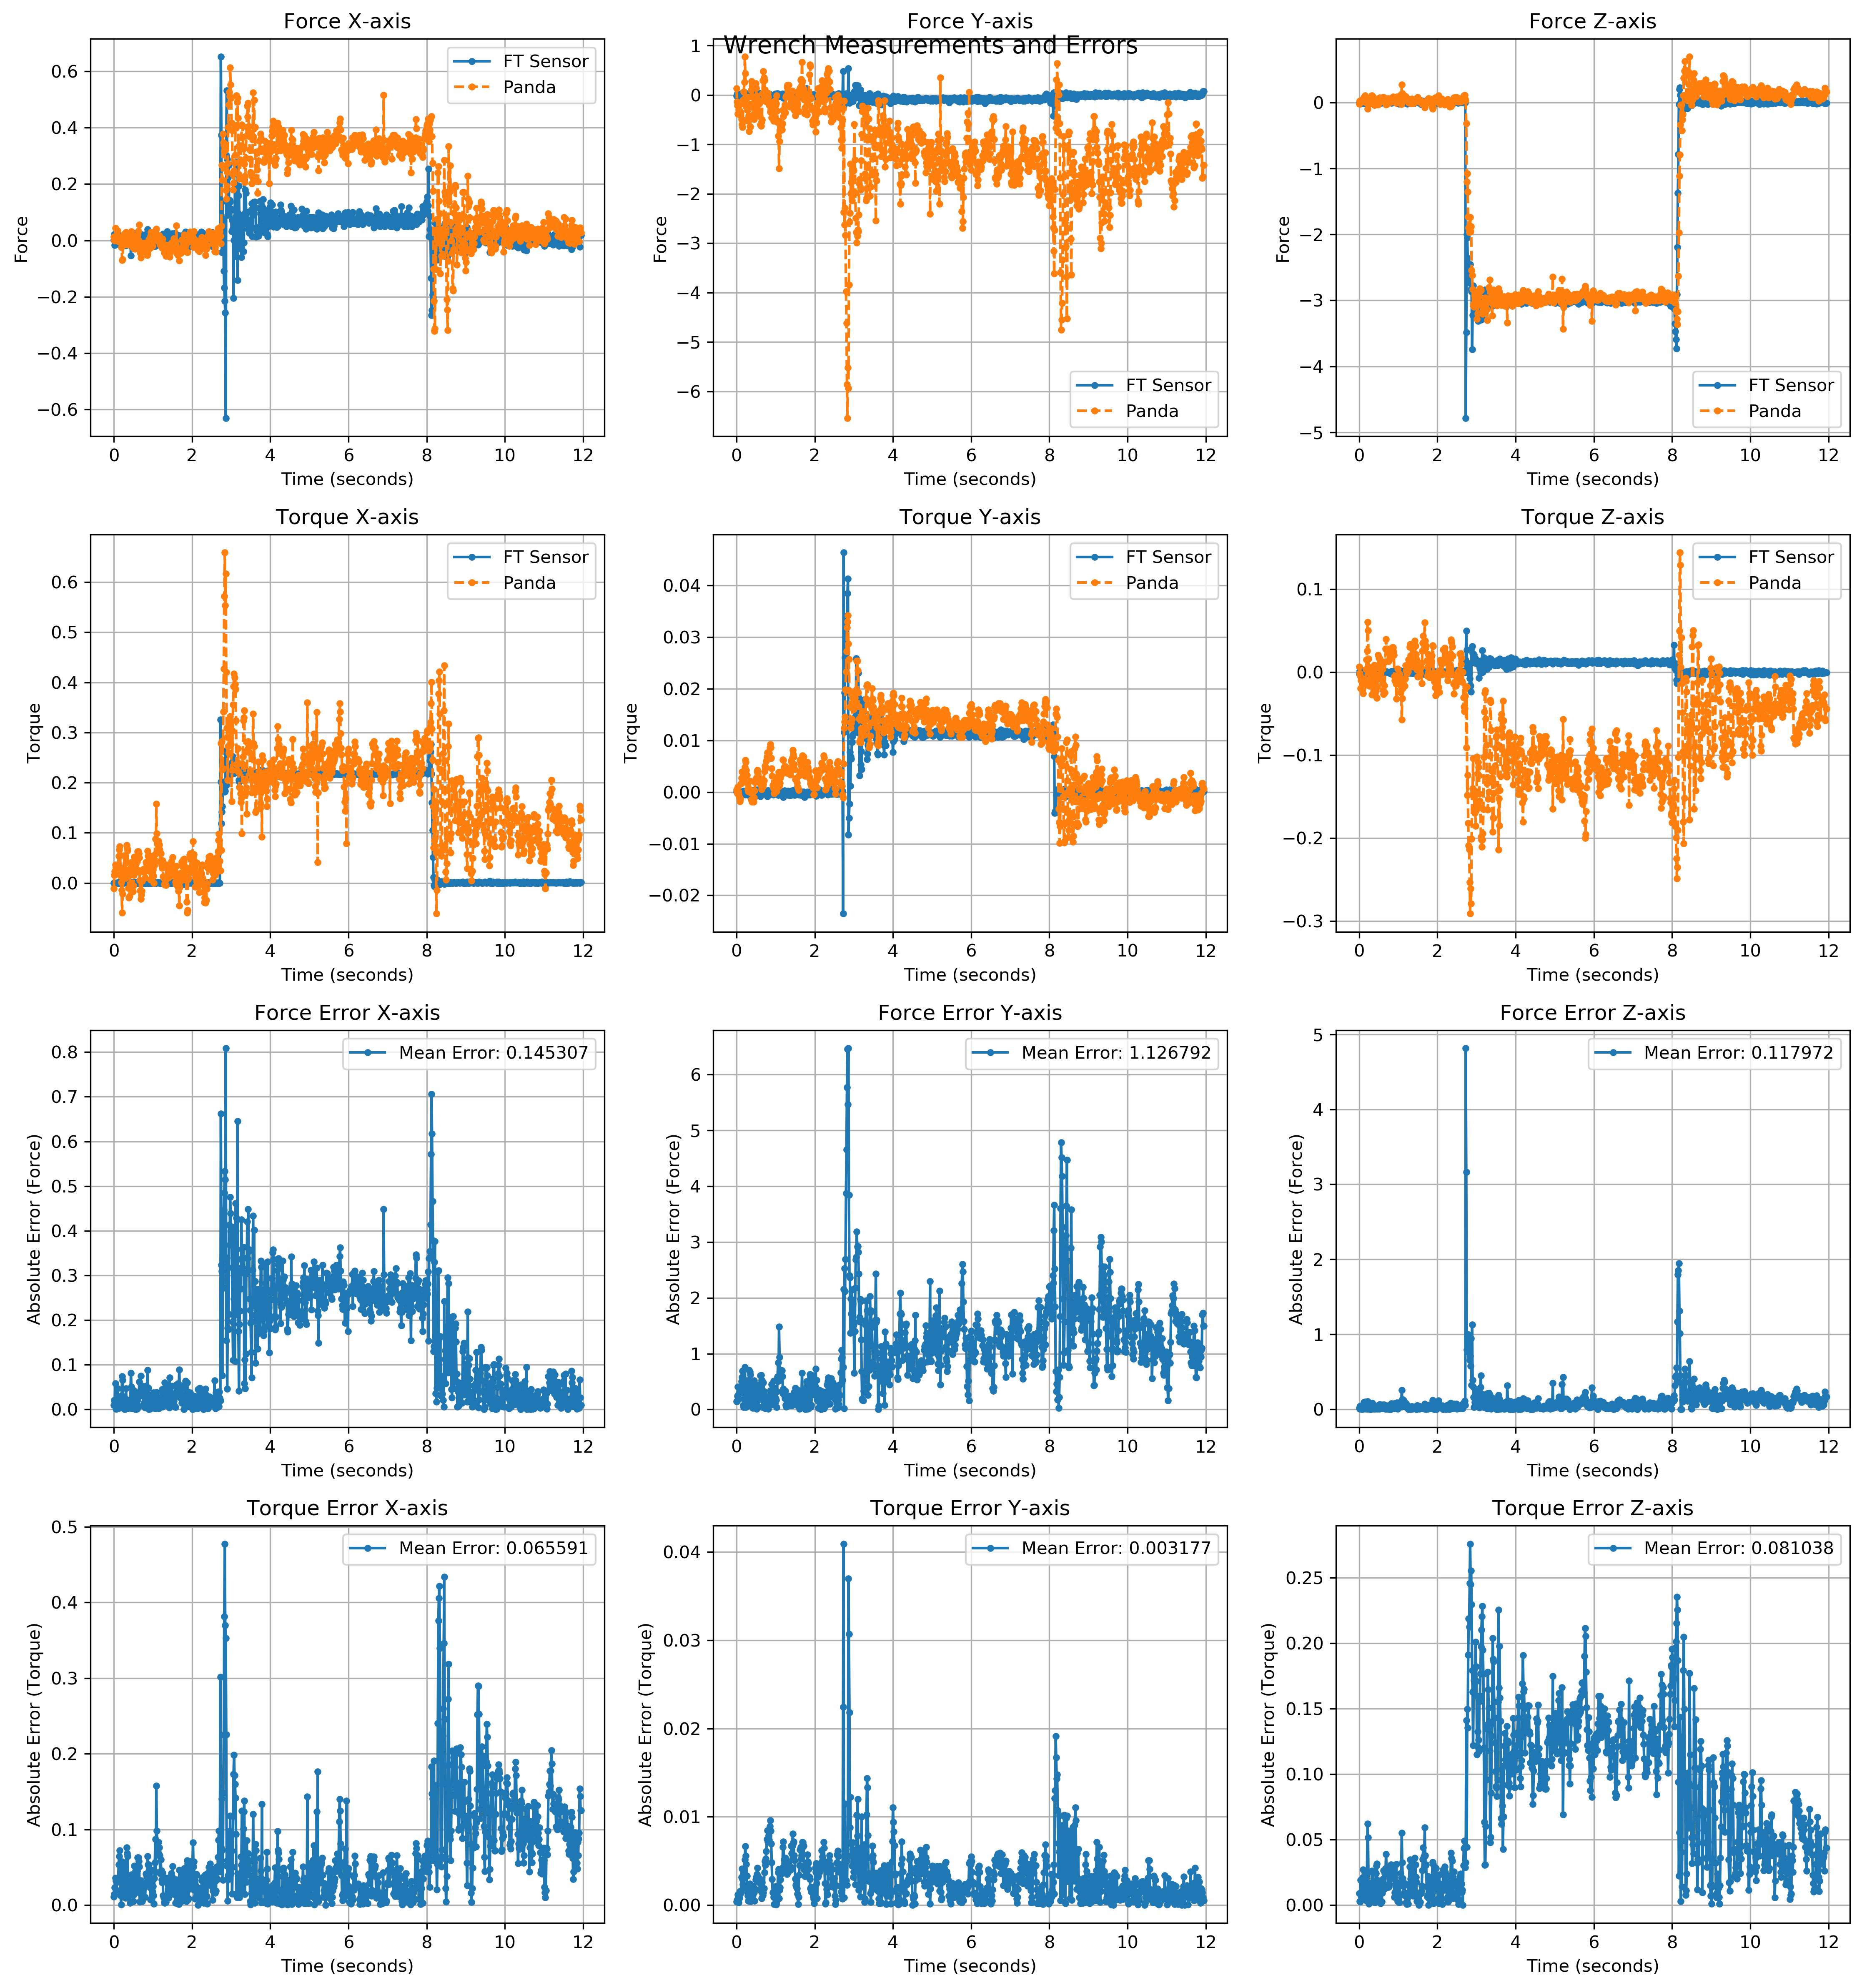 Wrench Measurements and Errors
Force X-axis
FT Sensor
Panda
Force
0.6
0.4
0.2
0.0
−0.2
−0.4
−0.6
0 2 4 6 8 10 12
Time (seconds)
Force Y-axis
FT Sensor
Panda
Force
1
0
−1
−2
−3
−4
−5
−6
0 2 4 6 8 10 12
Time (seconds)
Force Z-axis
FT Sensor
Panda
Force
0
−1
−2
−3
−4
−5
0 2 4 6 8 10 12
Time (seconds)
Torque X-axis
FT Sensor
Panda
Torque
0.6
0.5
0.4
0.3
0.2
0.1
0.0
0 2 4 6 8 10 12
Time (seconds)
Torque Y-axis
FT Sensor
Panda
Torque
0.04
0.03
0.02
0.01
0.00
−0.01
−0.02
0 2 4 6 8 10 12
Time (seconds)
Torque Z-axis
FT Sensor
Panda
Torque
0.1
0.0
−0.1
−0.2
−0.3
0 2 4 6 8 10 12
Time (seconds)
Force Error X-axis
Mean Error: 0.145307
Absolute Error (Force)
0.8
0.7
0.6
0.5
0.4
0.3
0.2
0.1
0.0
0 2 4 6 8 10 12
Time (seconds)
Force Error Y-axis
Mean Error: 1.126792
Absolute Error (Force)
6
5
4
3
2
1
0
0 2 4 6 8 10 12
Time (seconds)
Force Error Z-axis
Mean Error: 0.117972
Absolute Error (Force)
5
4
3
2
1
0
0 2 4 6 8 10 12
Time (seconds)
Torque Error X-axis
Mean Error: 0.065591
Absolute Error (Torque)
0.5
0.4
0.3
0.2
0.1
0.0
0 2 4 6 8 10 12
Time (seconds)
Torque Error Y-axis
Mean Error: 0.003177
Absolute Error (Torque)
0.04
0.03
0.02
0.01
0.00
0 2 4 6 8 10 12
Time (seconds)
Torque Error Z-axis
Mean Error: 0.081038
Absolute Error (Torque)
0.25
0.20
0.15
0.10
0.05
0.00
0 2 4 6 8 10 12
Time (seconds)